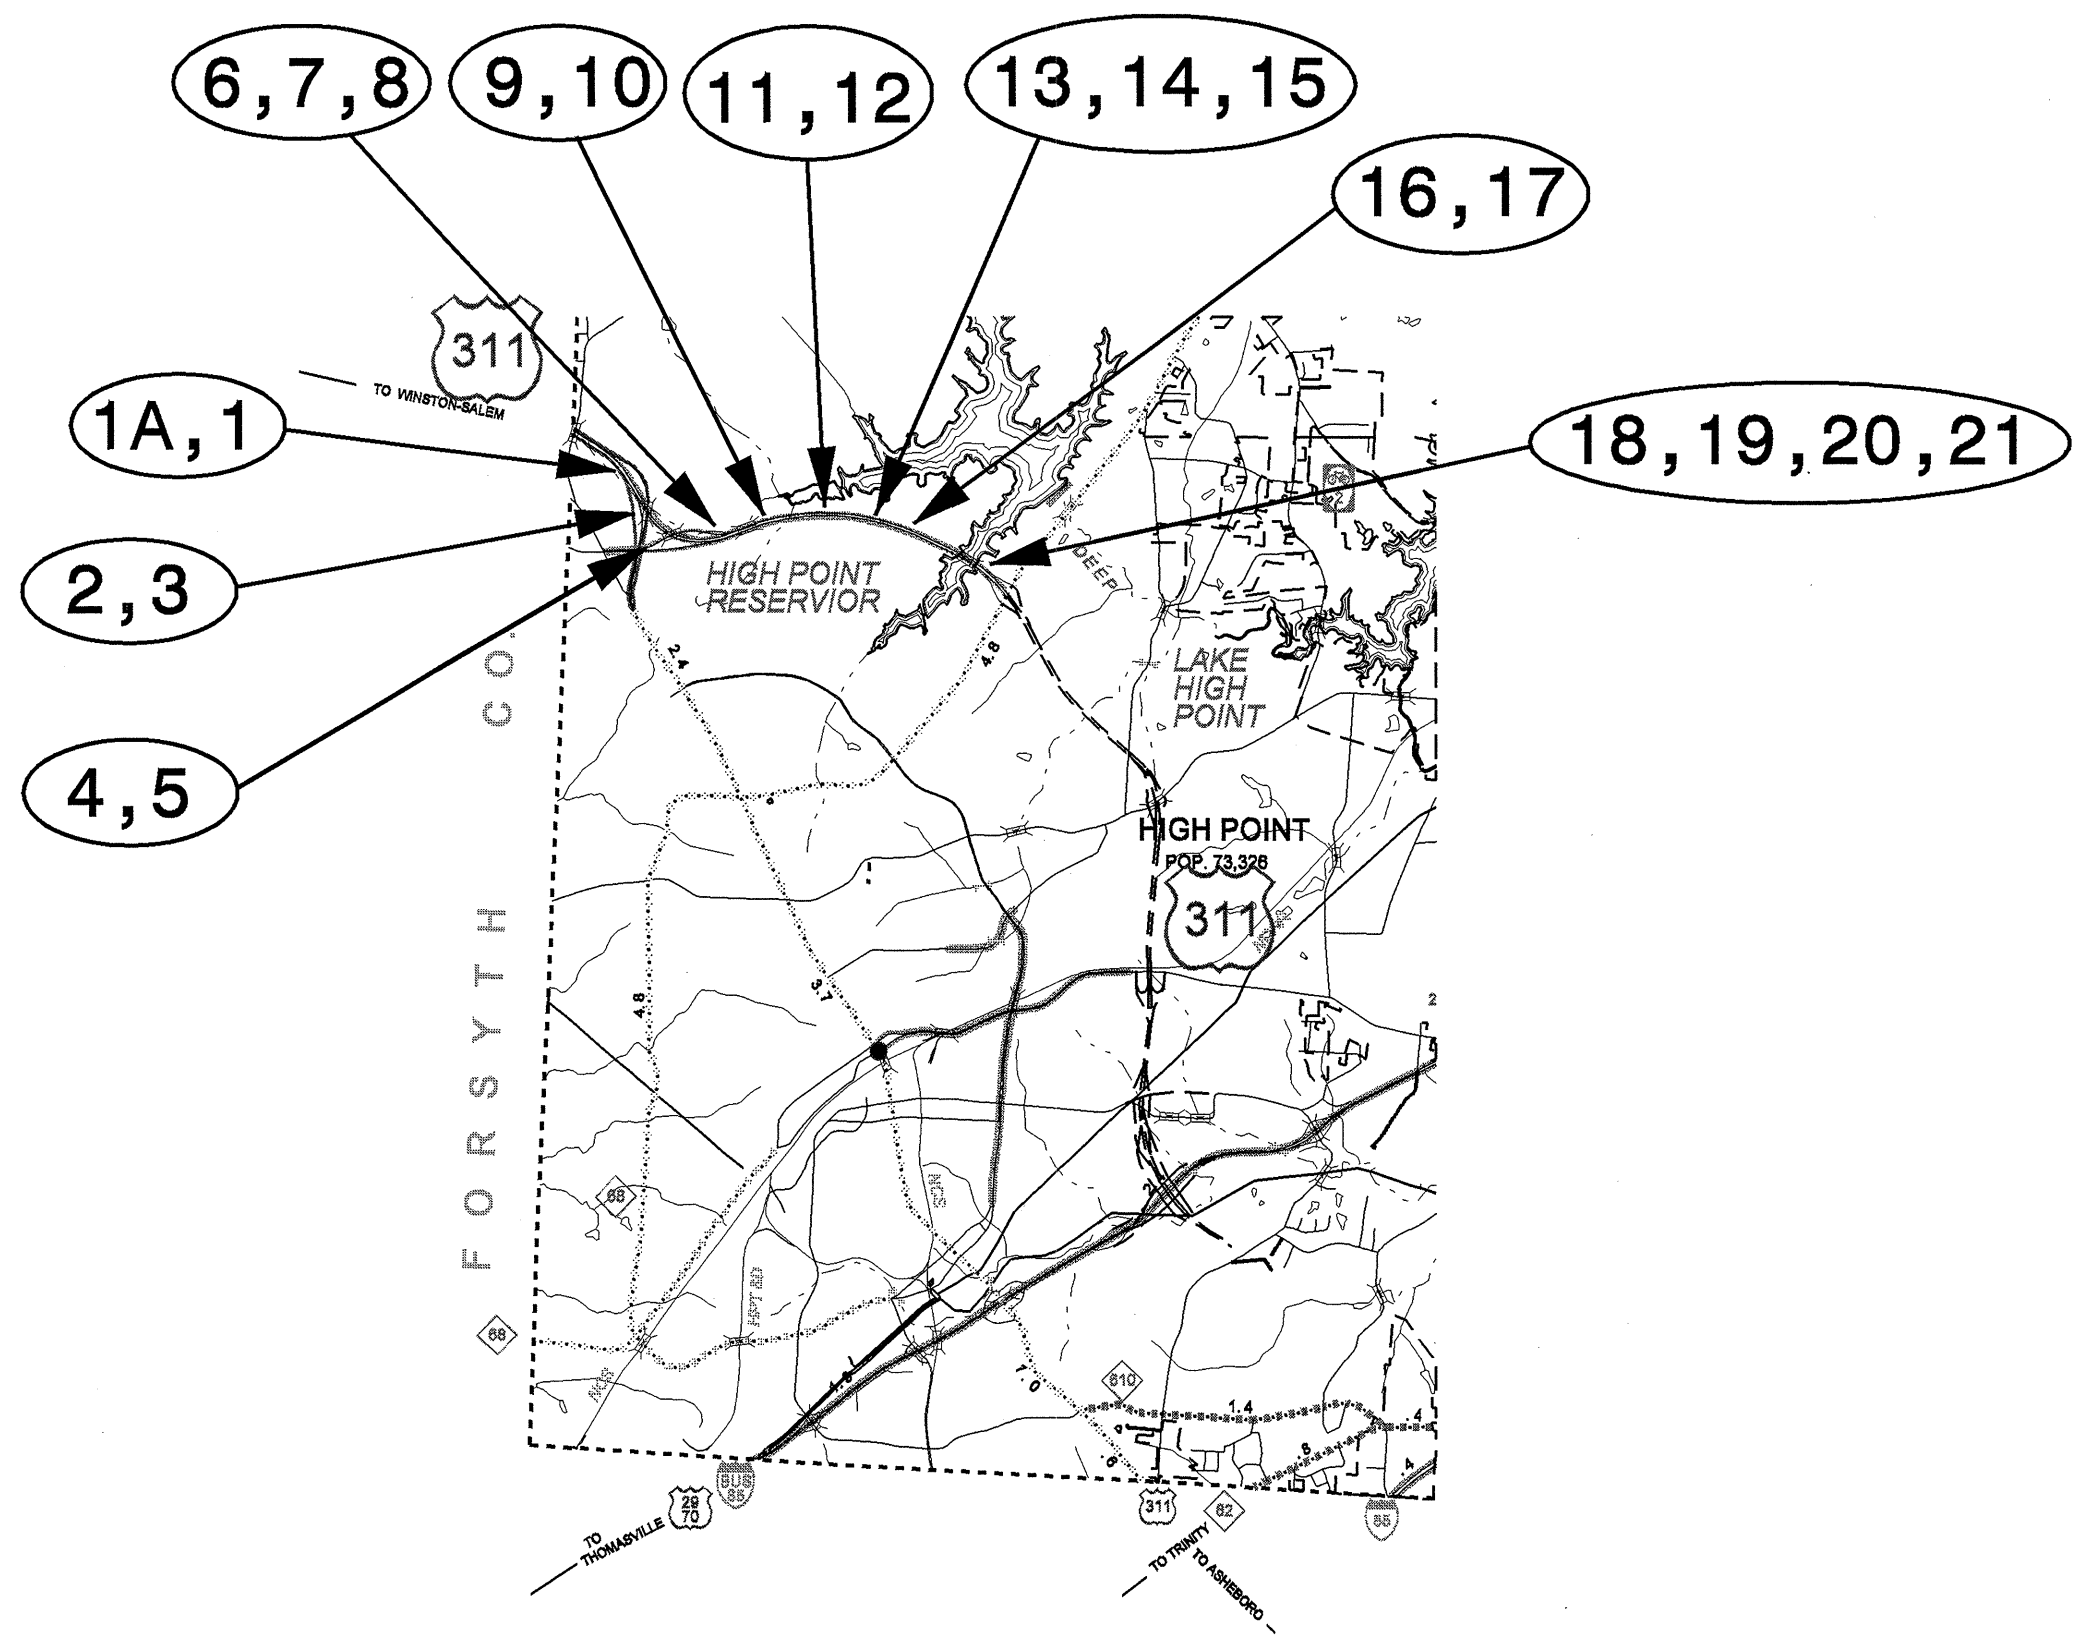 6,7,8
9,10
11,12
13,14,15
16,17
311
TO WINSTON-SALEM
1A,1
18,19,20,21
2,3
HIGH POINT
RESERVIOR
DEEP
LAKE
HIGH
POINT
2.4
4.8
4,5
HIGH POINT
POP. 73,326
311
FORSYTH CO.
3.7
4.8
2
68
68
610
1.0
1.4
.4
.8
.6
.4
BUS
85
29
70
311
62
85
TO
THOMASVILLE
TO TRINITY
TO ASHEBORO